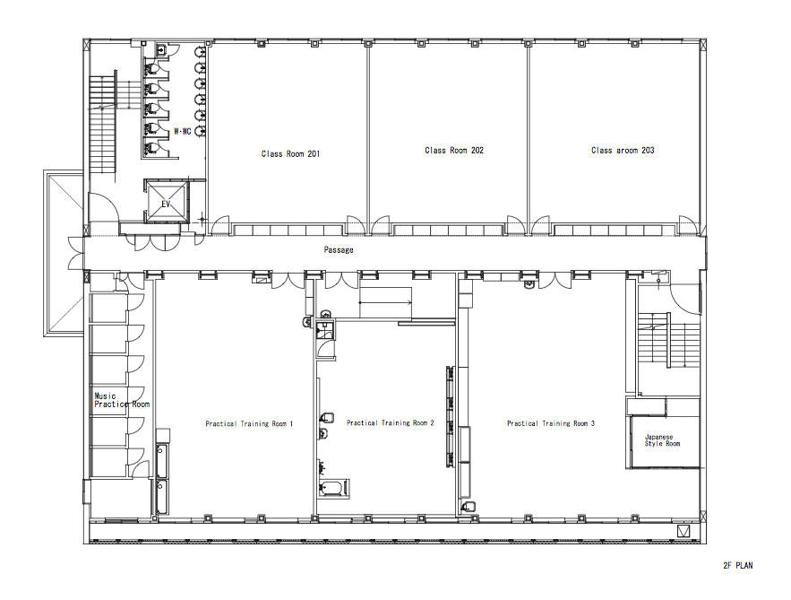 W-WC
Class Room 201
Class Room 202
Class aroom 203
EV
Passage
Music
Practice Room
Practical Training Room 1
Practical Training Room 2
Practical Training Room 3
Japanese
Style Room
2F PLAN